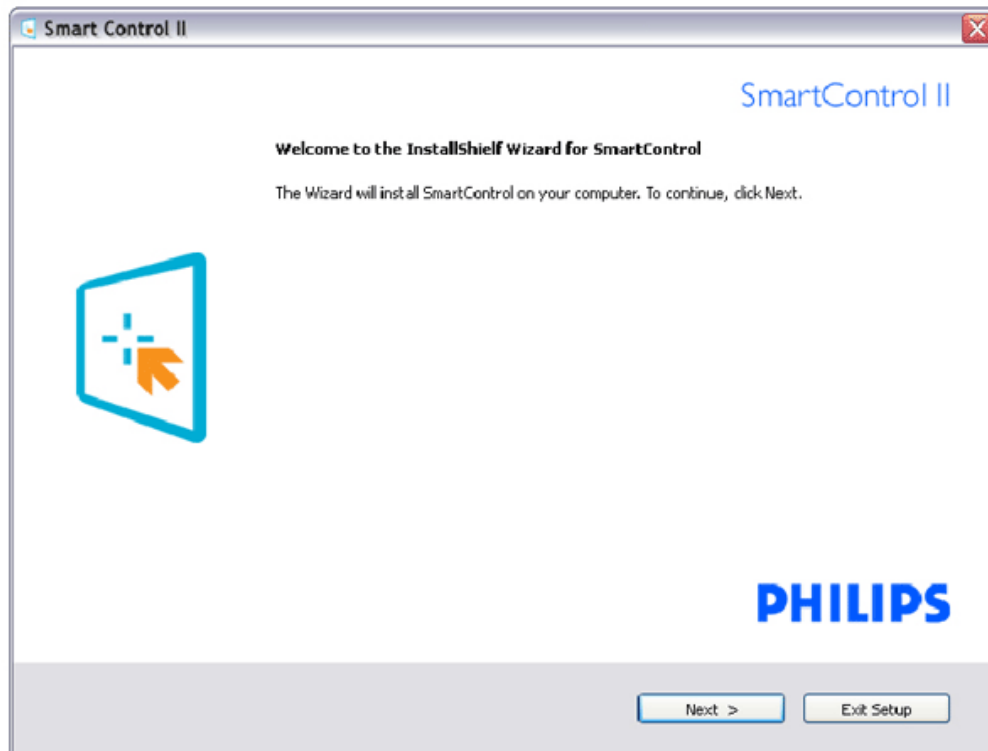 Smart Control II
SmartControl II
Welcome to the InstallShield Wizard for SmartControl
The Wizard will install SmartControl on your computer. To continue, click Next.
PHILIPS
Next >
Exit Setup